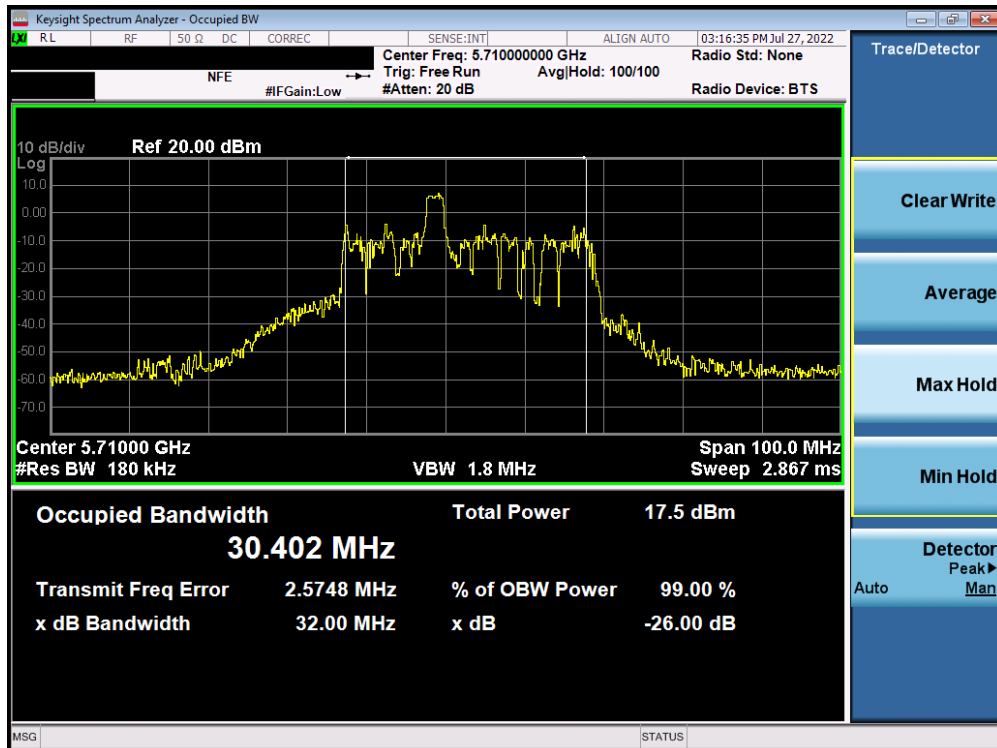 Keysight Spectrum Analyzer - Occupied BW
LXI RL RF 50 Ω DC CORREC SENSE:INT ALIGN AUTO 03:16:35 PM Jul 27, 2022
Center Freq: 5.710000000 GHz Radio Std: None
NFE Trig: Free Run Avg|Hold: 100/100
#IFGain:Low #Atten: 20 dB Radio Device: BTS
Trace/Detector
10 dB/div Ref 20.00 dBm
Log
10.0
0.00
-10.0
-20.0
-30.0
-40.0
-50.0
-60.0
-70.0
Center 5.71000 GHz Span 100.0 MHz
#Res BW 180 kHz VBW 1.8 MHz Sweep 2.867 ms
Occupied Bandwidth Total Power 17.5 dBm
30.402 MHz
Transmit Freq Error 2.5748 MHz % of OBW Power 99.00 %
x dB Bandwidth 32.00 MHz x dB -26.00 dB
Clear Write
Average
Max Hold
Min Hold
Detector
Peak▶
Auto Man
MSG STATUS